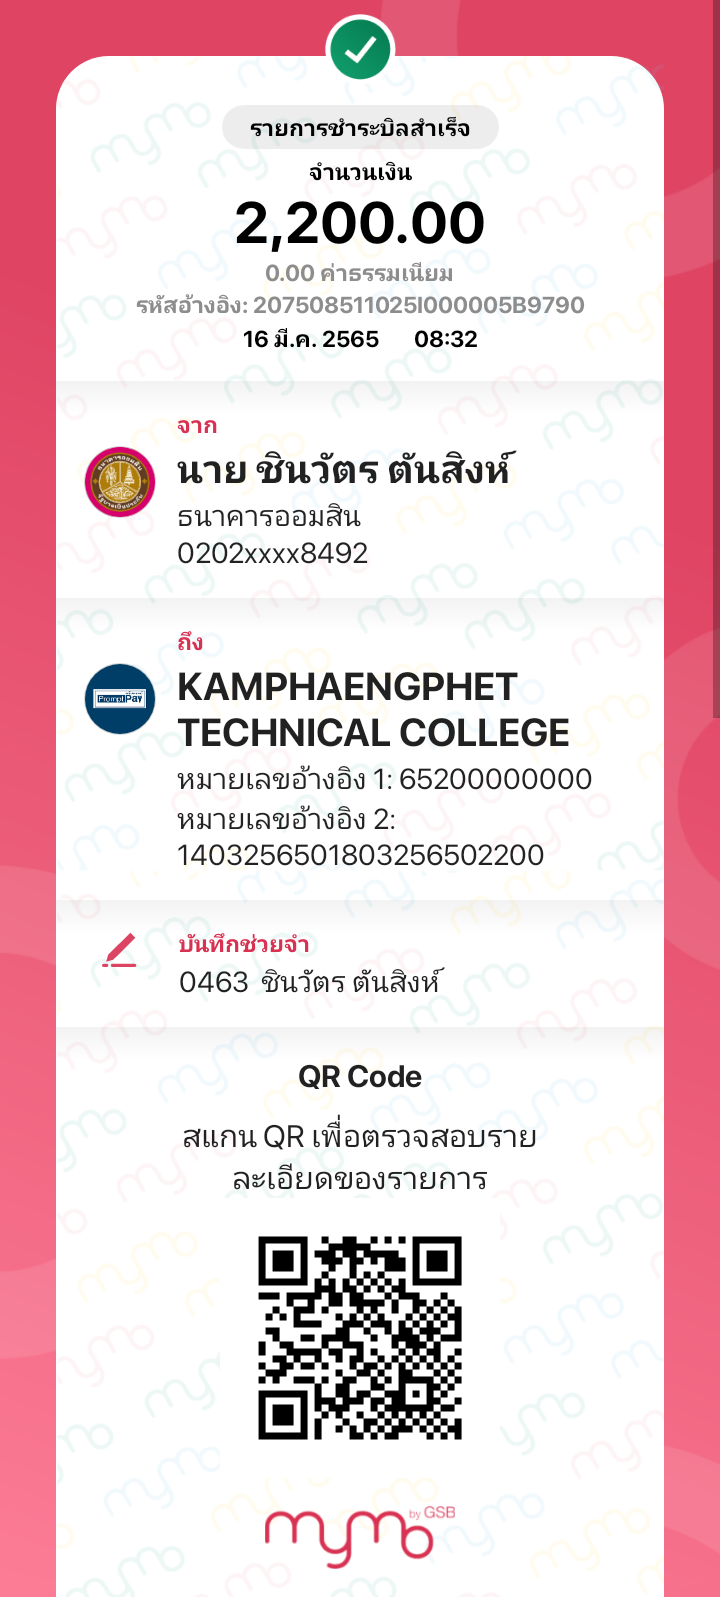 รายการชำระบิลสำเร็จ
จำนวนเงิน
2,200.00
0.00 ค่าธรรมเนียม
รหัสอ้างอิง: 207508511025I000005B9790
16 มี.ค. 2565 08:32
จาก
นาย ชินวัตร ตันสิงห์
ธนาคารออมสิน
0202xxxx8492
ถึง
PromptPay
KAMPHAENGPHET
TECHNICAL COLLEGE
หมายเลขอ้างอิง 1: 65200000000
หมายเลขอ้างอิง 2:
1403256501803256502200
บันทึกช่วยจำ
0463 ชินวัตร ตันสิงห์
QR Code
สแกน QR เพื่อตรวจสอบราย
ละเอียดของรายการ
mymo by GSB